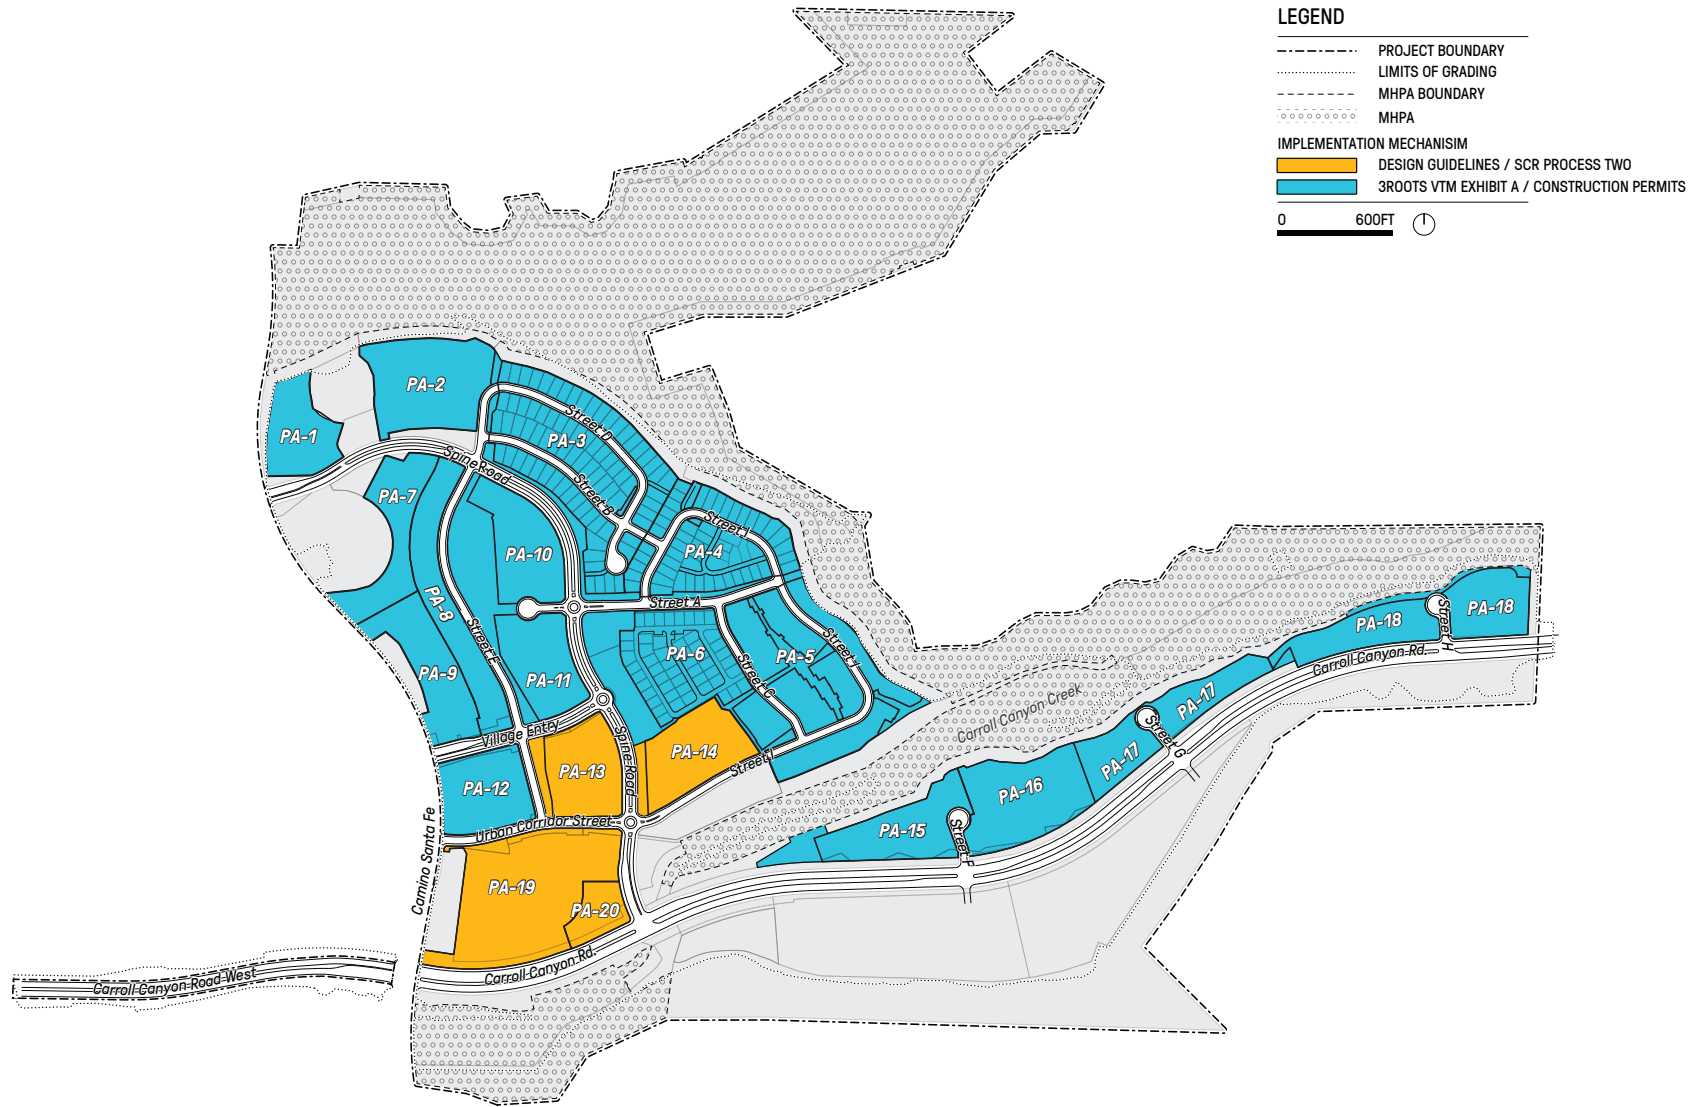 LEGEND
PROJECT BOUNDARY
LIMITS OF GRADING
MHPA BOUNDARY
MHPA
IMPLEMENTATION MECHANISIM
DESIGN GUIDELINES / SCR PROCESS TWO
3ROOTS VTM EXHIBIT A / CONSTRUCTION PERMITS
0 600FT
PA-2
PA-1
Street D
PA-3
Spine Road
PA-7
Street B
Street J
PA-10
PA-4
PA-8
Street A
Street E
PA-6
PA-5
Street J
PA-9
PA-11
Street C
PA-18
PA-18
Street H
Carroll Canyon Rd.
PA-17
Carroll Canyon Creek
Village Entry
Spine Road
PA-14
Street I
PA-13
PA-12
Street G
PA-17
PA-16
Urban Corridor Street
PA-15
Street F
Camino Santa Fe
PA-19
PA-20
Carroll Canyon Rd.
Carroll Canyon Road West